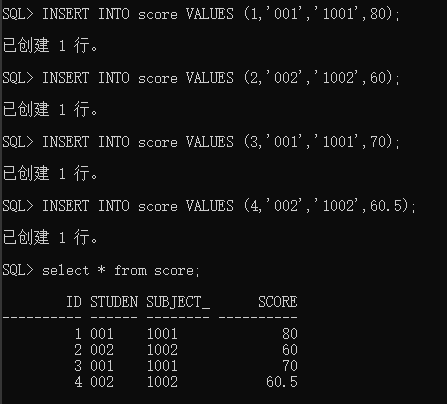 SQL> INSERT INTO score VALUES (1,'001','1001',80);
已创建 1 行。
SQL> INSERT INTO score VALUES (2,'002','1002',60);
已创建 1 行。
SQL> INSERT INTO score VALUES (3,'001','1001',70);
已创建 1 行。
SQL> INSERT INTO score VALUES (4,'002','1002',60.5);
已创建 1 行。
SQL> select * from score;
        ID STUDEN SUBJECT_      SCORE
---------- ------ -------- ----------
         1 001    1001             80
         2 002    1002             60
         3 001    1001             70
         4 002    1002           60.5